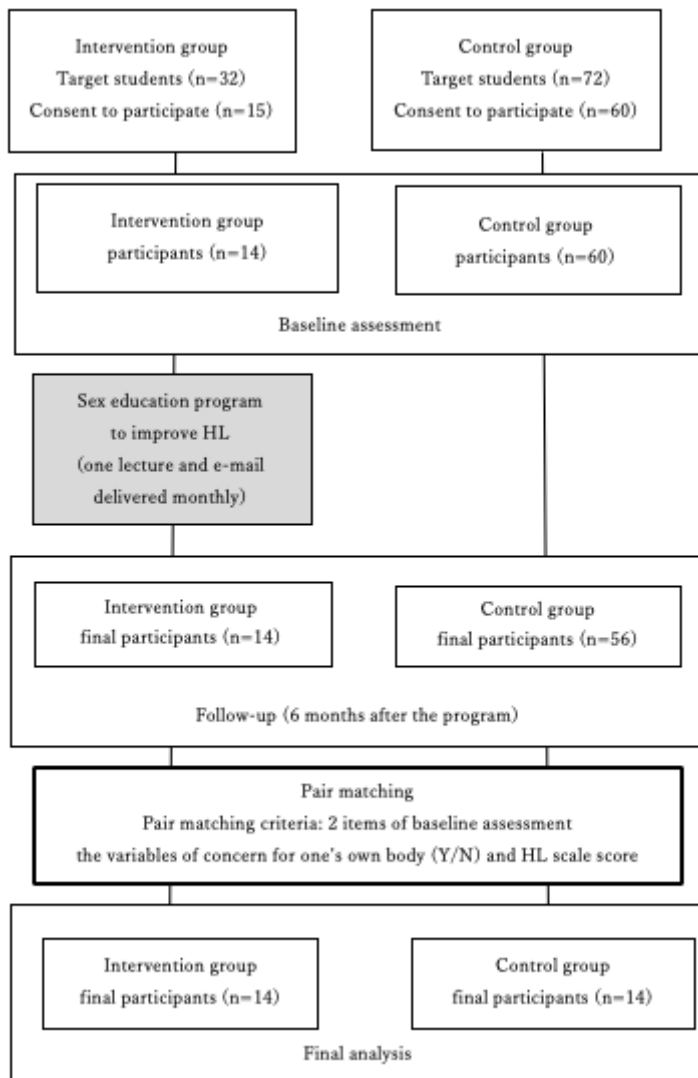 Intervention group
Target students (n=32)
Consent to participate (n=15)
Control group
Target students (n=72)
Consent to participate (n=60)
Intervention group
participants (n=14)
Control group
participants (n=60)
Baseline assessment
Sex education program
to improve HL
(one lecture and e-mail
delivered monthly)
Intervention group
final participants (n=14)
Control group
final participants (n=56)
Follow-up (6 months after the program)
Pair matching
Pair matching criteria: 2 items of baseline assessment
the variables of concern for one's own body (Y/N) and HL scale score
Intervention group
final participants (n=14)
Control group
final participants (n=14)
Final analysis